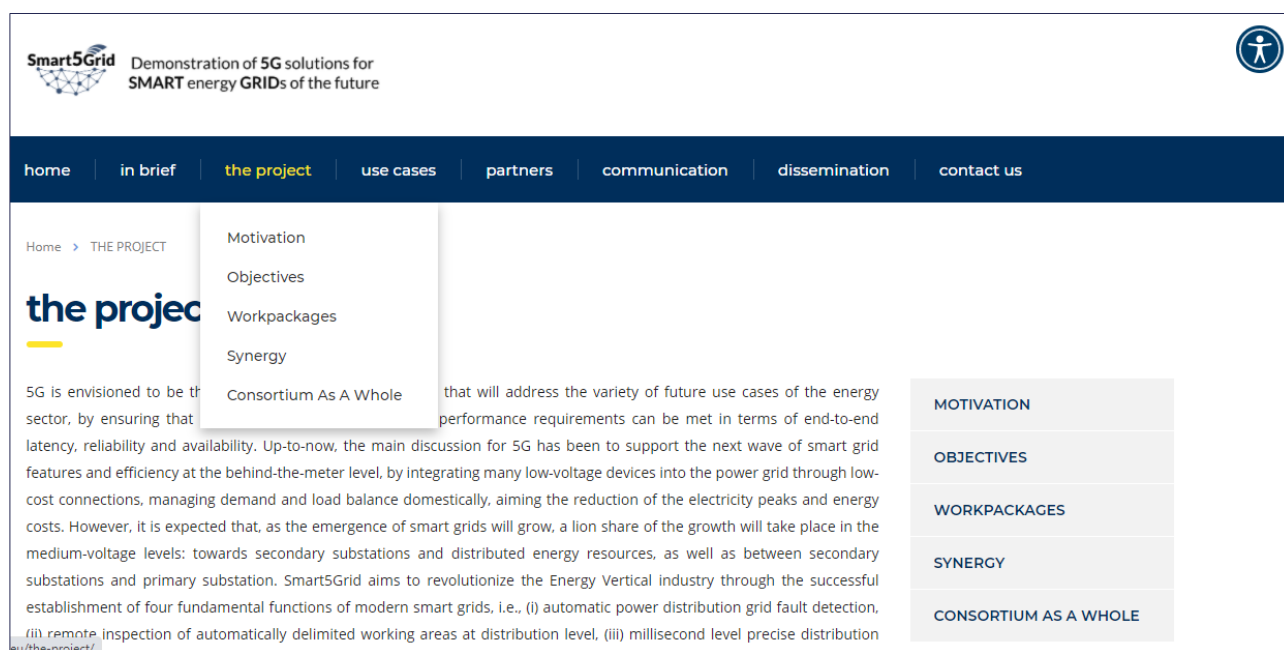 Smart5Grid
Demonstration of 5G solutions for
SMART energy GRIDs of the future
home
in brief
the project
use cases
partners
communication
dissemination
contact us
Home > THE PROJECT
Motivation
Objectives
Workpackages
Synergy
Consortium As A Whole
the projec
5G is envisioned to be th that will address the variety of future use cases of the energy
sector, by ensuring that performance requirements can be met in terms of end-to-end
latency, reliability and availability. Up-to-now, the main discussion for 5G has been to support the next wave of smart grid
features and efficiency at the behind-the-meter level, by integrating many low-voltage devices into the power grid through low-
cost connections, managing demand and load balance domestically, aiming the reduction of the electricity peaks and energy
costs. However, it is expected that, as the emergence of smart grids will grow, a lion share of the growth will take place in the
medium-voltage levels: towards secondary substations and distributed energy resources, as well as between secondary
substations and primary substation. Smart5Grid aims to revolutionize the Energy Vertical industry through the successful
establishment of four fundamental functions of modern smart grids, i.e., (i) automatic power distribution grid fault detection,
(ii) remote inspection of automatically delimited working areas at distribution level, (iii) millisecond level precise distribution
MOTIVATION
OBJECTIVES
WORKPACKAGES
SYNERGY
CONSORTIUM AS A WHOLE
eu/the-project/